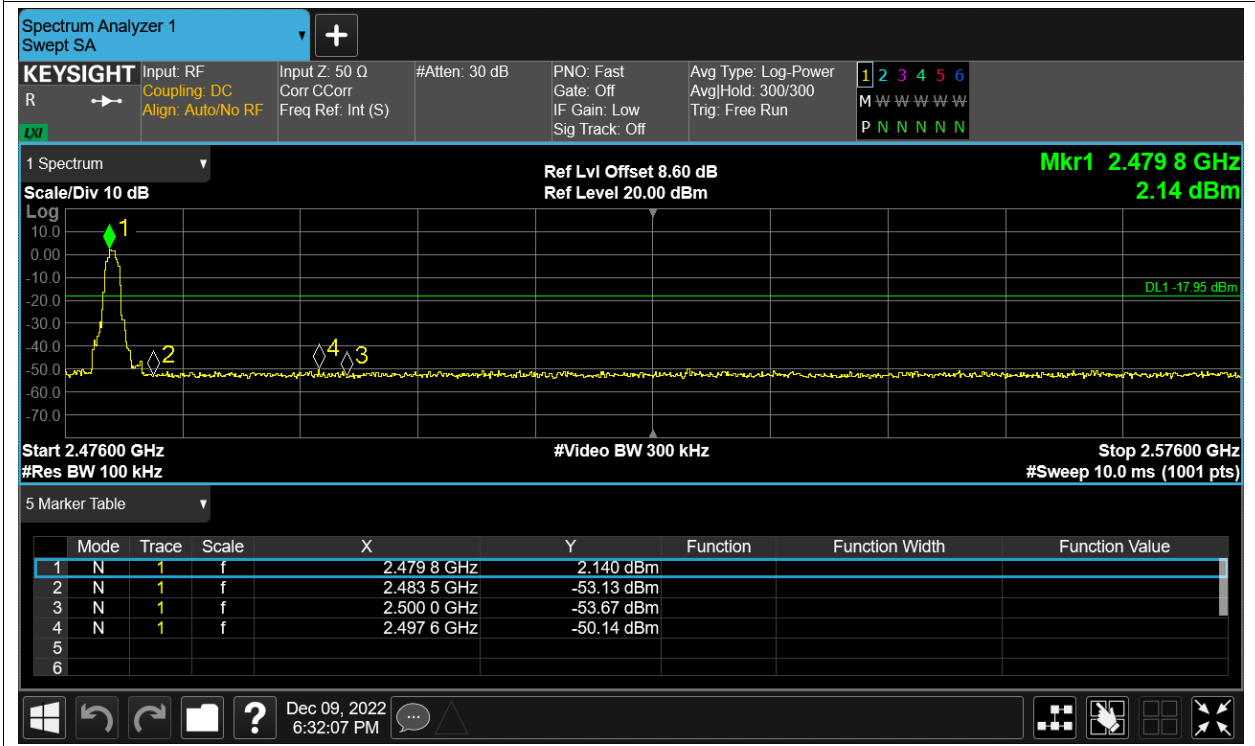 Spectrum Analyzer 1
Swept SA
+
KEYSIGHT
R
LXI
Input: RF
Coupling: DC
Align: Auto/No RF
Input Z: 50 Ω
Corr CCorr
Freq Ref: Int (S)
#Atten: 30 dB
PNO: Fast
Gate: Off
IF Gain: Low
Sig Track: Off
Avg Type: Log-Power
Avg|Hold: 300/300
Trig: Free Run
1 2 3 4 5 6
M W W W W W
P N N N N N
1 Spectrum
Scale/Div 10 dB
Ref Lvl Offset 8.60 dB
Ref Level 20.00 dBm
Mkr1 2.479 8 GHz
2.14 dBm
Log
10.0
0.00
-10.0
-20.0
-30.0
-40.0
-50.0
-60.0
-70.0
1
2
4
3
DL1 -17.95 dBm
Start 2.47600 GHz
#Res BW 100 kHz
#Video BW 300 kHz
Stop 2.57600 GHz
#Sweep 10.0 ms (1001 pts)
5 Marker Table
Mode Trace Scale X Y Function Function Width Function Value
1 N 1 f 2.479 8 GHz 2.140 dBm
2 N 1 f 2.483 5 GHz -53.13 dBm
3 N 1 f 2.500 0 GHz -53.67 dBm
4 N 1 f 2.497 6 GHz -50.14 dBm
5
6
?
Dec 09, 2022
6:32:07 PM